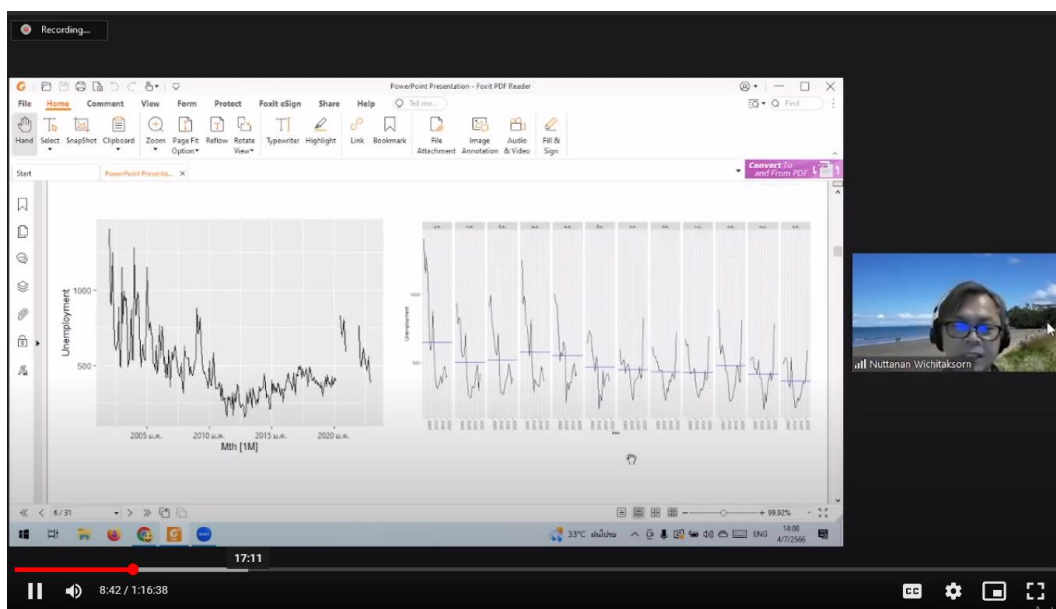 Recording...
PowerPoint Presentation - Foxit PDF Reader
File Home Comment View Form Protect Foxit eSign Share Help Tell me... Find
Hand Select SnapShot Clipboard Zoom Page Fit Option Reflow Rotate View Typewriter Highlight Link Bookmark File Attachment Image Annotation Audio & Video Fill & Sign
Start PowerPoint Presenta... Convert To and From PDF
Unemployment
1000
500
2005 ม.ค. 2010 ม.ค. 2015 ม.ค. 2020 ม.ค.
Mth [1M]
Unemployment
Nuttanan Wichitaksorn
6/31 99.92%
33°C ENG 14:00
4/7/2566
17:11
8:42 / 1:16:38
CC